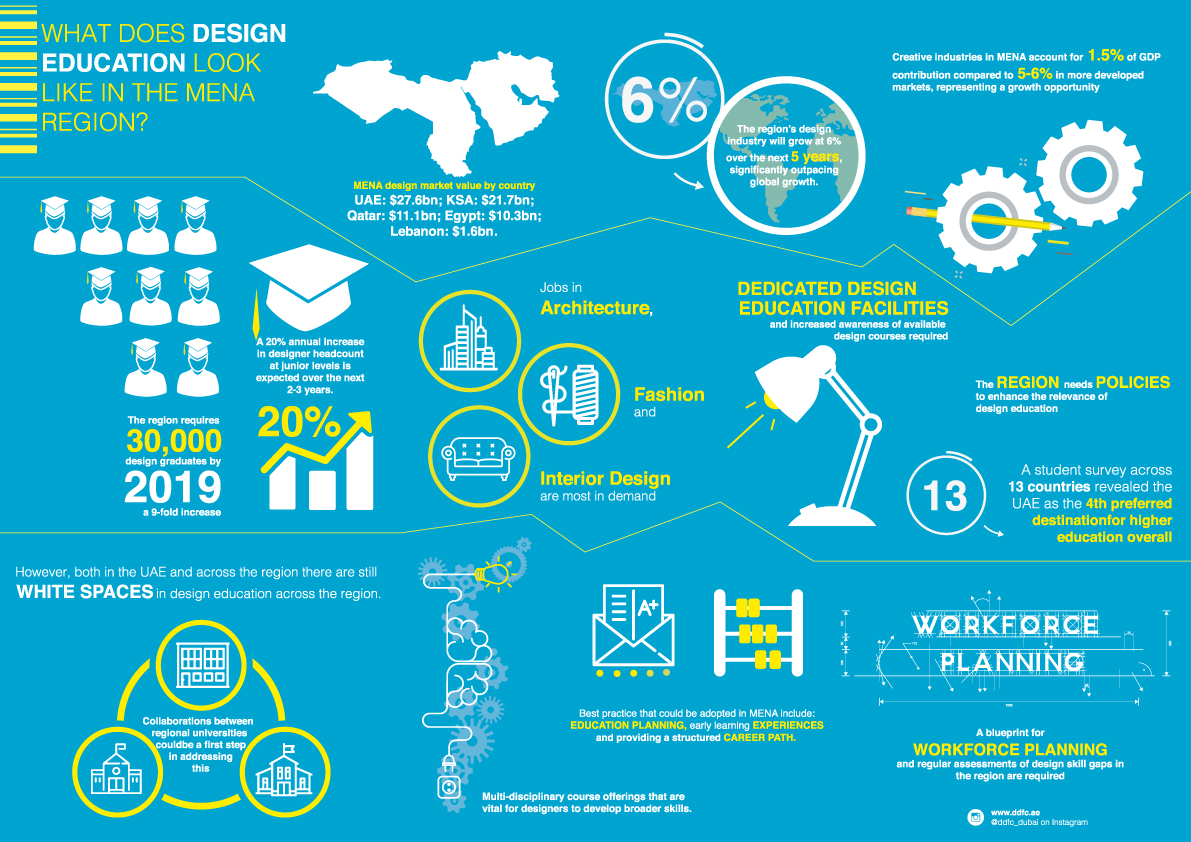 WHAT DOES DESIGN
EDUCATION LOOK
LIKE IN THE MENA
REGION?
MENA design market value by country
UAE: $27.6bn; KSA: $21.7bn;
Qatar: $11.1bn; Egypt: $10.3bn;
Lebanon: $1.6bn.
6%
The region's design
industry will grow at 6%
over the next 5 years,
significantly outpacing
global growth.
Creative industries in MENA account for 1.5% of GDP
contribution compared to 5-6% in more developed
markets, representing a growth opportunity
The region requires
30,000
design graduates by
2019
a 9-fold increase
A 20% annual increase
in designer headcount
at junior levels is
expected over the next
2-3 years.
20%
Jobs in
Architecture,
Fashion
and
Interior Design
are most in demand
DEDICATED DESIGN
EDUCATION FACILITIES
and increased awareness of available
design courses required
The REGION needs POLICIES
to enhance the relevance of
design education
13
A student survey across
13 countries revealed the
UAE as the 4th preferred
destinationfor higher
education overall
However, both in the UAE and across the region there are still
WHITE SPACES in design education across the region.
Collaborations between
regional universities
couldbe a first step
in addressing
this
Multi-disciplinary course offerings that are
vital for designers to develop broader skills.
A+
Best practice that could be adopted in MENA include:
EDUCATION PLANNING, early learning EXPERIENCES
and providing a structured CAREER PATH.
WORKFORCE
PLANNING
A blueprint for
WORKFORCE PLANNING
and regular assessments of design skill gaps in
the region are required
www.ddfc.ae
@ddfc_dubai on Instagram